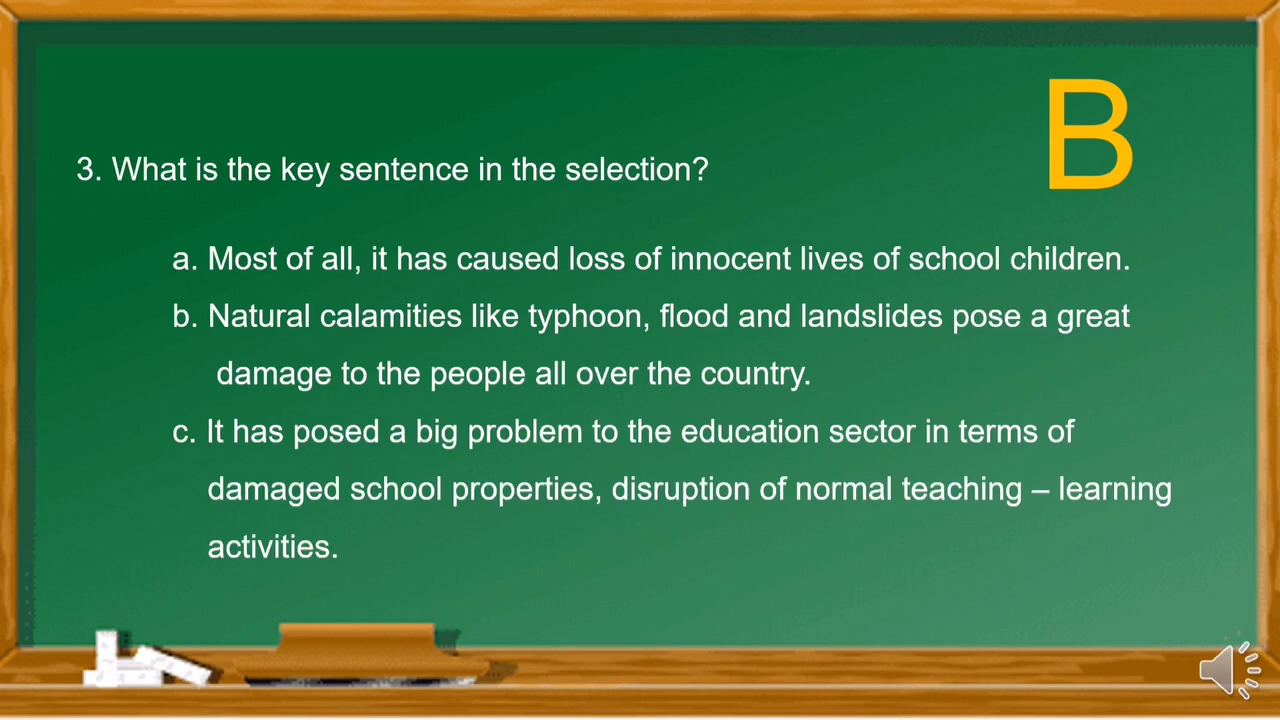 B
3. What is the key sentence in the selection?
a. Most of all, it has caused loss of innocent lives of school children.
b. Natural calamities like typhoon, flood and landslides pose a great
damage to the people all over the country.
c. It has posed a big problem to the education sector in terms of
damaged school properties, disruption of normal teaching – learning
activities.